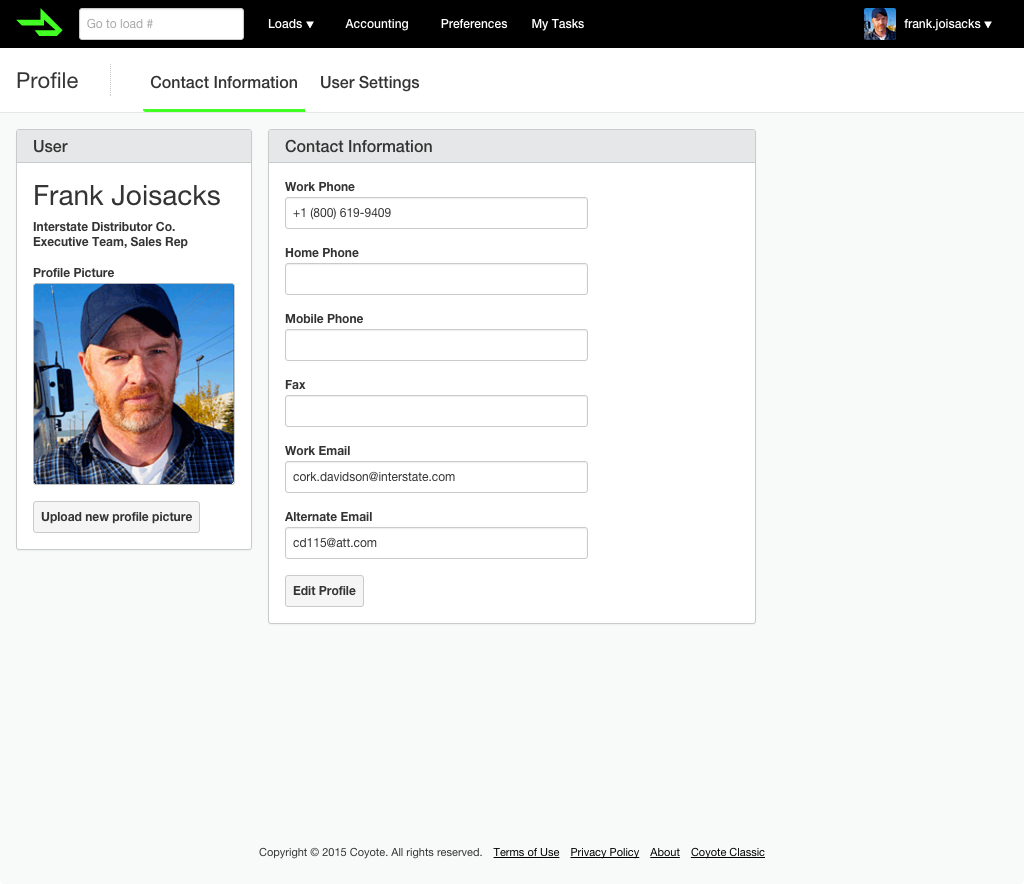 Go to load #
Loads ▼
Accounting
Preferences
My Tasks
frank.joisacks ▼
Profile
Contact Information
User Settings
User
Frank Joisacks
Interstate Distributor Co.
Executive Team, Sales Rep
Profile Picture
Upload new profile picture
Contact Information
Work Phone
+1 (800) 619-9409
Home Phone
Mobile Phone
Fax
Work Email
cork.davidson@interstate.com
Alternate Email
cd115@att.com
Edit Profile
Copyright © 2015 Coyote. All rights reserved. Terms of Use Privacy Policy About Coyote Classic